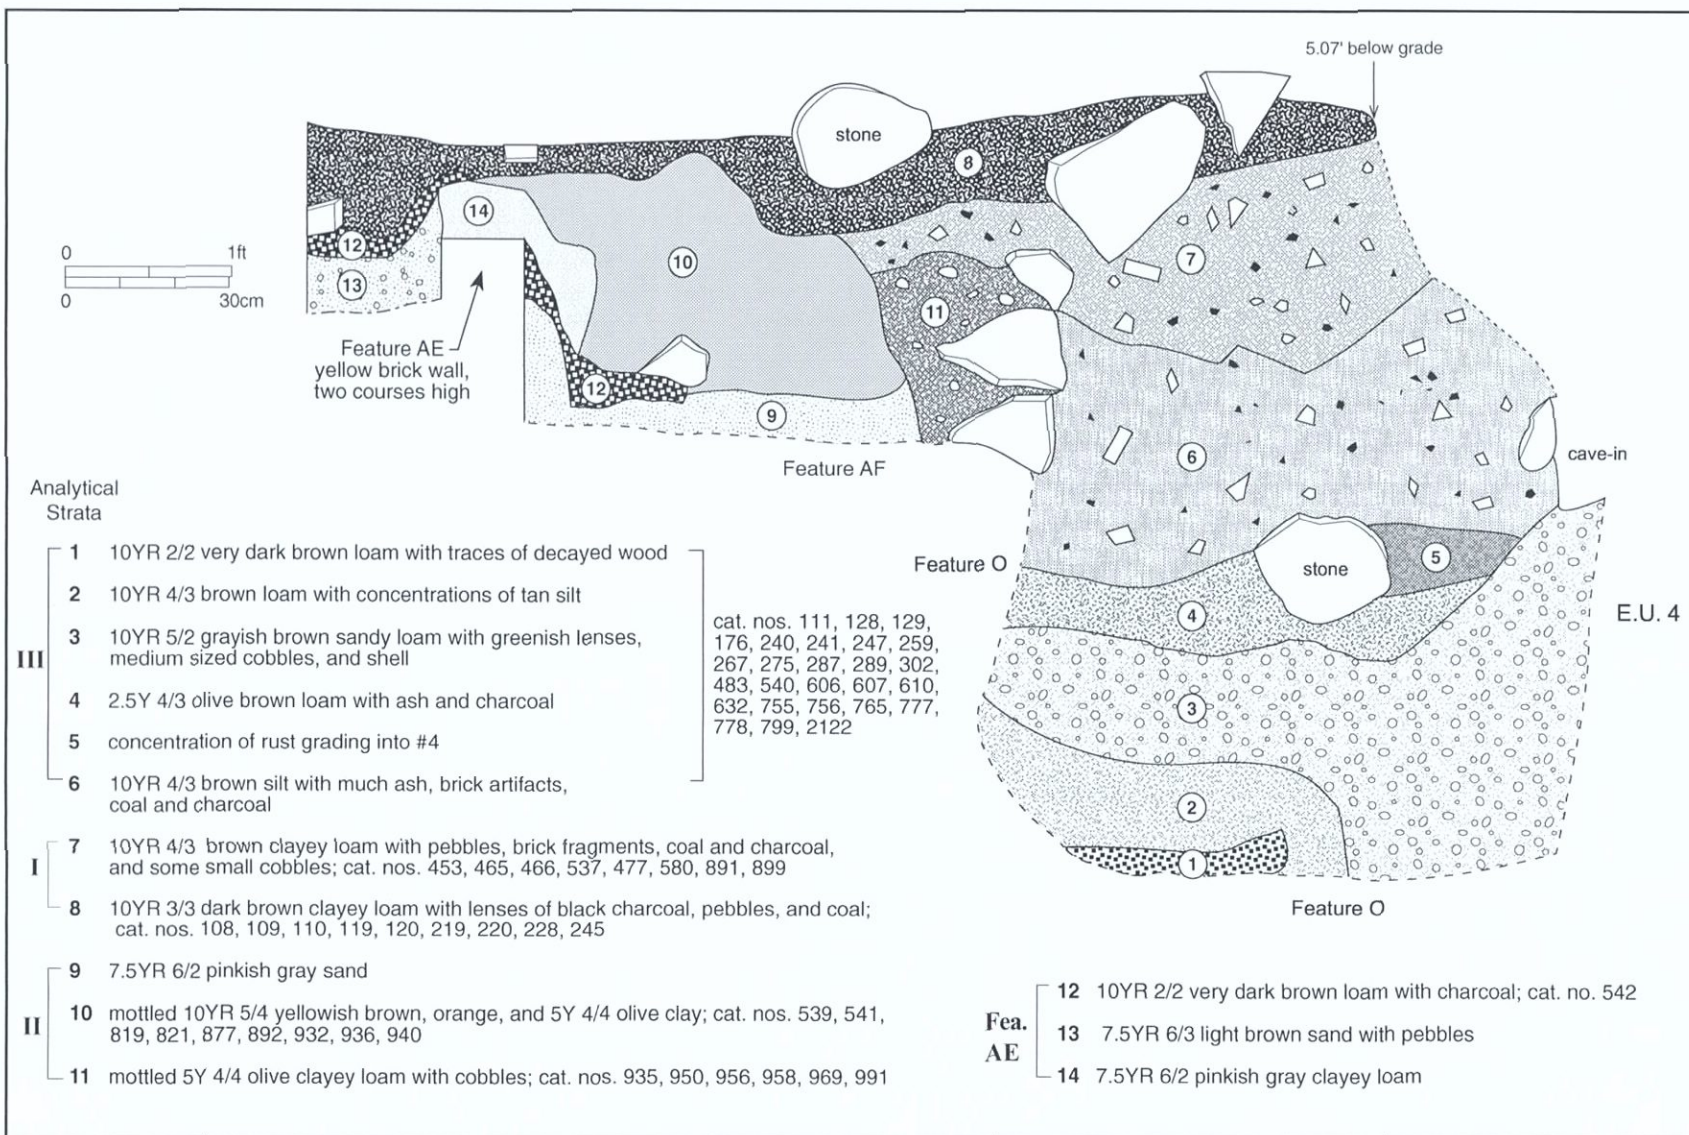 5.07' below grade
stone
8
14
12
10
7
13
11
0 1ft
0 30cm
Feature AE
yellow brick wall,
two courses high
12
9
6
Feature AF
cave-in
Feature O
5
stone
4
E.U. 4
3
2
1
Feature O
Analytical
Strata
III
1 10YR 2/2 very dark brown loam with traces of decayed wood
2 10YR 4/3 brown loam with concentrations of tan silt
3 10YR 5/2 grayish brown sandy loam with greenish lenses,
medium sized cobbles, and shell
4 2.5Y 4/3 olive brown loam with ash and charcoal
5 concentration of rust grading into #4
6 10YR 4/3 brown silt with much ash, brick artifacts,
coal and charcoal
cat. nos. 111, 128, 129,
176, 240, 241, 247, 259,
267, 275, 287, 289, 302,
483, 540, 606, 607, 610,
632, 755, 756, 765, 777,
778, 799, 2122
I
7 10YR 4/3 brown clayey loam with pebbles, brick fragments, coal and charcoal,
and some small cobbles; cat. nos. 453, 465, 466, 537, 477, 580, 891, 899
8 10YR 3/3 dark brown clayey loam with lenses of black charcoal, pebbles, and coal;
cat. nos. 108, 109, 110, 119, 120, 219, 220, 228, 245
II
9 7.5YR 6/2 pinkish gray sand
10 mottled 10YR 5/4 yellowish brown, orange, and 5Y 4/4 olive clay; cat. nos. 539, 541,
819, 821, 877, 892, 932, 936, 940
11 mottled 5Y 4/4 olive clayey loam with cobbles; cat. nos. 935, 950, 956, 958, 969, 991
Fea.
AE
12 10YR 2/2 very dark brown loam with charcoal; cat. no. 542
13 7.5YR 6/3 light brown sand with pebbles
14 7.5YR 6/2 pinkish gray clayey loam